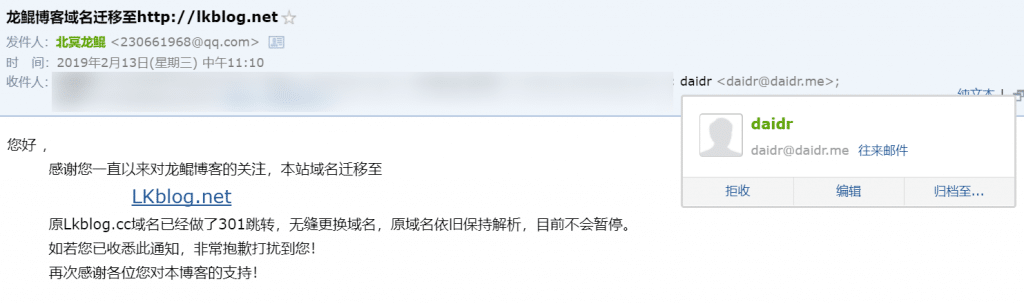 龙鲲博客域名迁移至http://lkblog.net
发件人：北冥龙鲲 <230661968@qq.com>
时　间：2019年2月13日(星期三) 中午11:10
收件人： daidr <daidr@daidr.me>;
纯文本 |
daidr
daidr@daidr.me 往来邮件
拒收 编辑 归档至...
您好 ，
感谢您一直以来对龙鲲博客的关注，本站域名迁移至
LKblog.net
原Lkblog.cc域名已经做了301跳转，无缝更换域名，原域名依旧保持解析，目前不会暂停。
如若您已收悉此通知，非常抱歉打扰到您！
再次感谢各位您对本博客的支持！